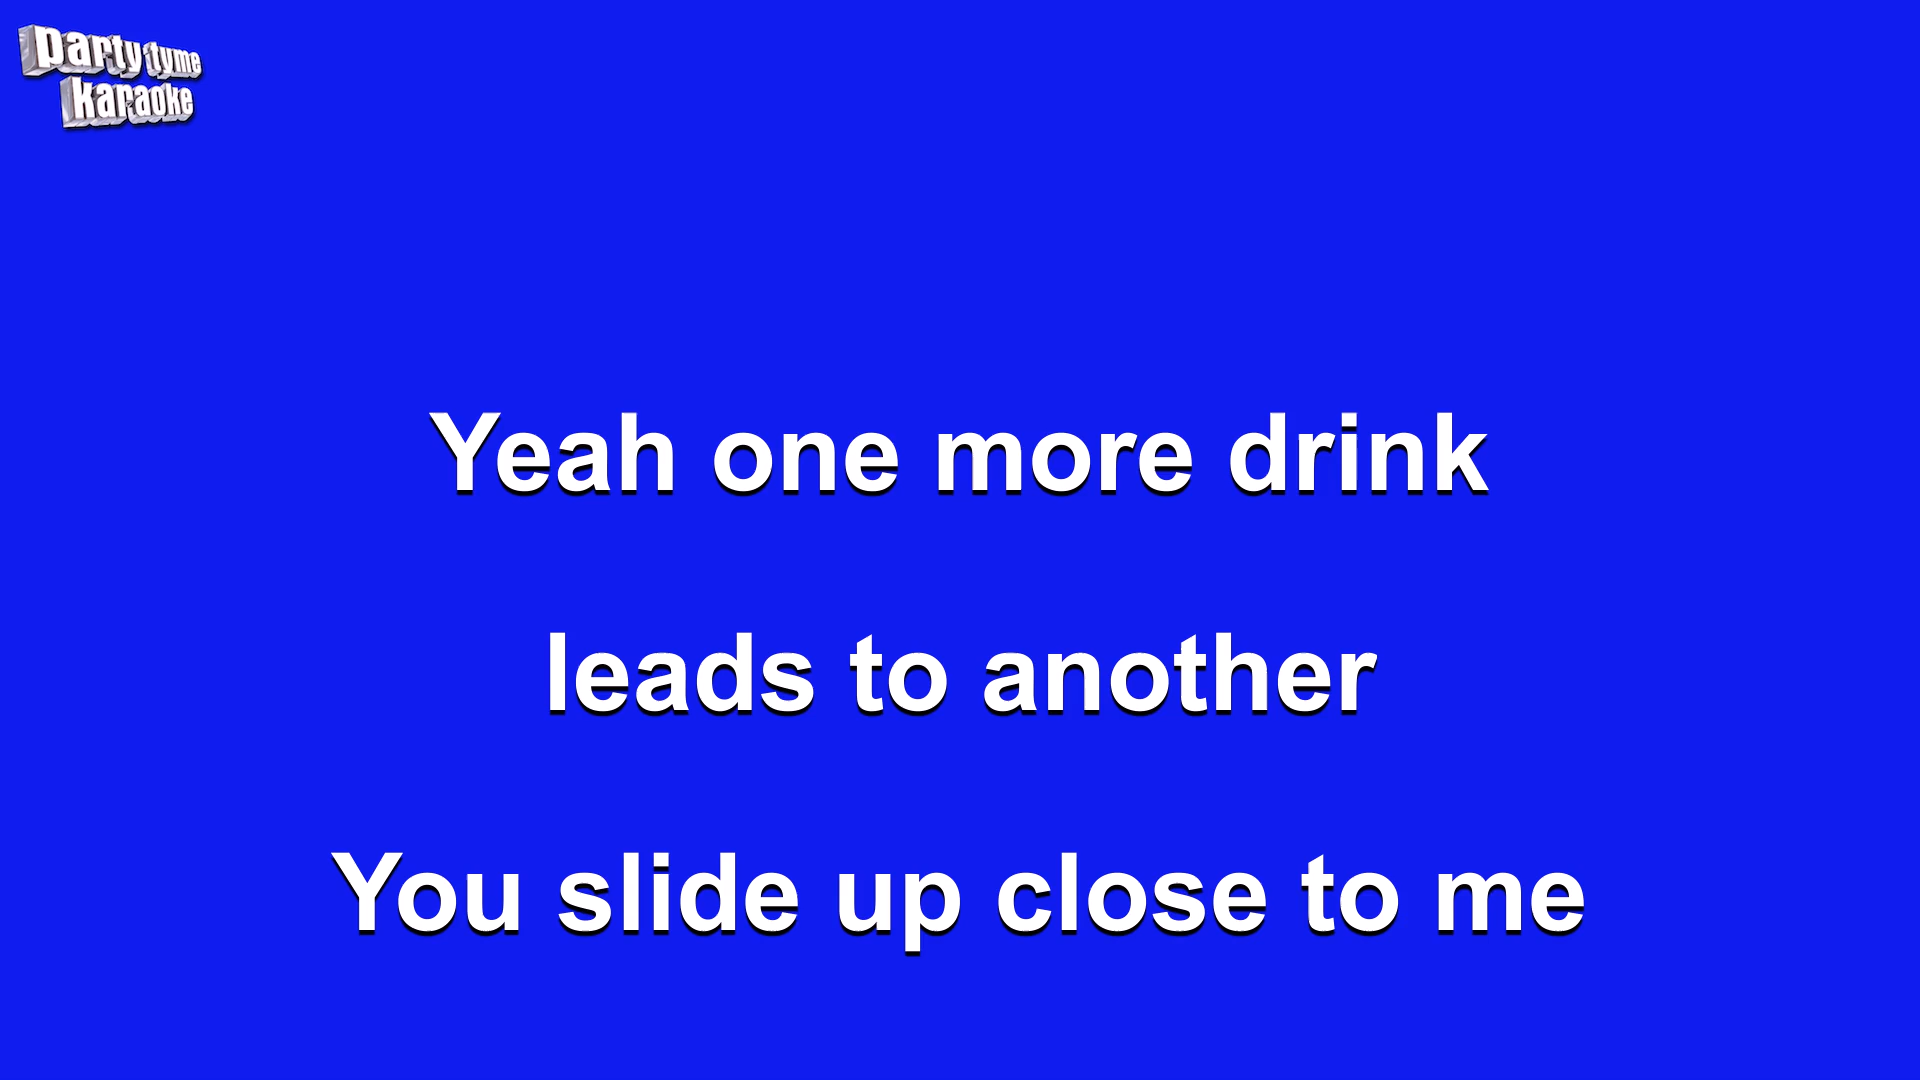 party tyme
karaoke
Yeah one more drink
leads to another
You slide up close to me